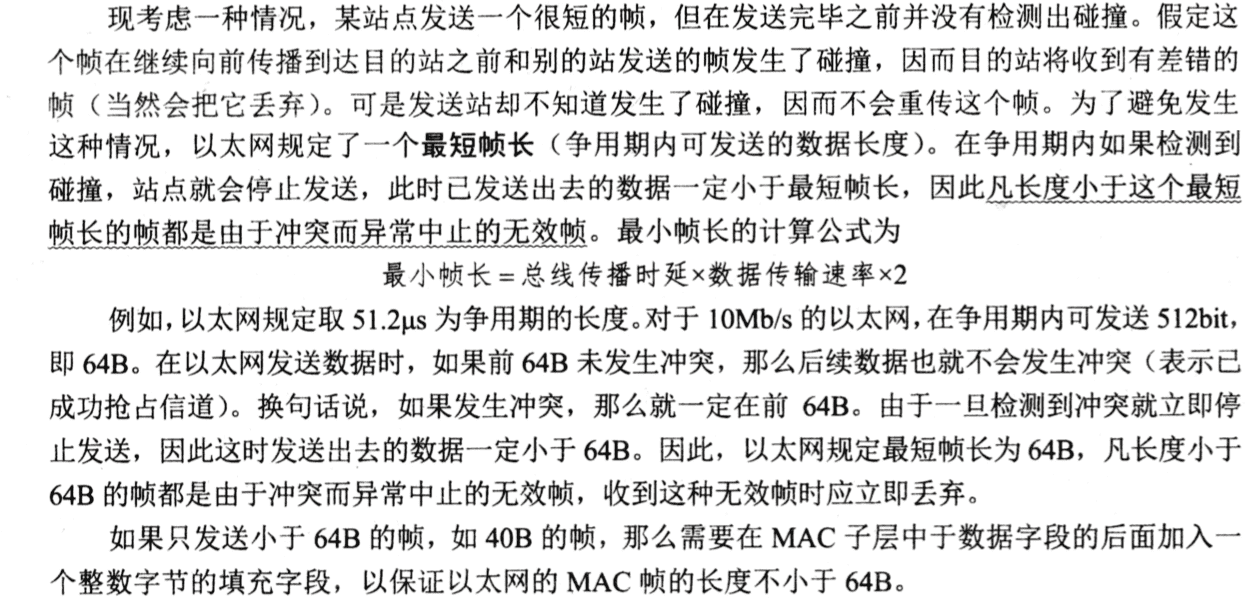 现考虑一种情况，某站点发送一个很短的帧，但在发送完毕之前并没有检测出碰撞。假定这
个帧在继续向前传播到达目的站之前和别的站发送的帧发生了碰撞，因而目的站将收到有差错的
帧（当然会把它丢弃）。可是发送站却不知道发生了碰撞，因而不会重传这个帧。为了避免发生
这种情况，以太网规定了一个最短帧长（争用期内可发送的数据长度）。在争用期内如果检测到
碰撞，站点就会停止发送，此时已发送出去的数据一定小于最短帧长，因此凡长度小于这个最短
帧长的帧都是由于冲突而异常中止的无效帧。最小帧长的计算公式为
最小帧长=总线传播时延×数据传输速率×2
例如，以太网规定取 51.2μs 为争用期的长度。对于 10Mb/s 的以太网，在争用期内可发送 512bit，
即 64B。在以太网发送数据时，如果前 64B 未发生冲突，那么后续数据也就不会发生冲突（表示已
成功抢占信道）。换句话说，如果发生冲突，那么就一定在前 64B。由于一旦检测到冲突就立即停
止发送，因此这时发送出去的数据一定小于 64B。因此，以太网规定最短帧长为 64B，凡长度小于
64B 的帧都是由于冲突而异常中止的无效帧，收到这种无效帧时应立即丢弃。
如果只发送小于 64B 的帧，如 40B 的帧，那么需要在 MAC 子层中于数据字段的后面加入一
个整数字节的填充字段，以保证以太网的 MAC 帧的长度不小于 64B。